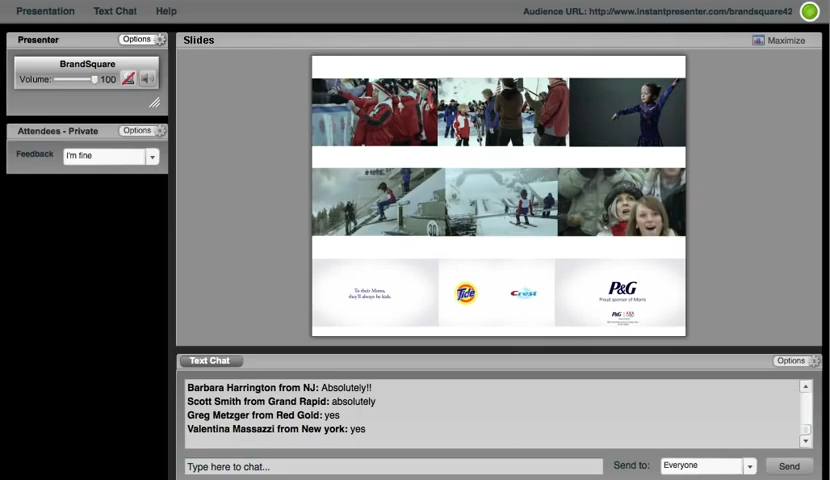 Presentation Text Chat Help Audience URL: http://www.instantpresenter.com/brandsquare42
Presenter Options
BrandSquare
Volume: 100
Attendees - Private Options
Feedback I'm fine
Slides Maximize
To their Moms,
they'll always be kids.
Tide
Crest
P&G
Proud sponsor of Moms
P&G
Text Chat Options
Barbara Harrington from NJ: Absolutely!!
Scott Smith from Grand Rapid: absolutely
Greg Metzger from Red Gold: yes
Valentina Massazzi from New york: yes
Type here to chat... Send to: Everyone Send